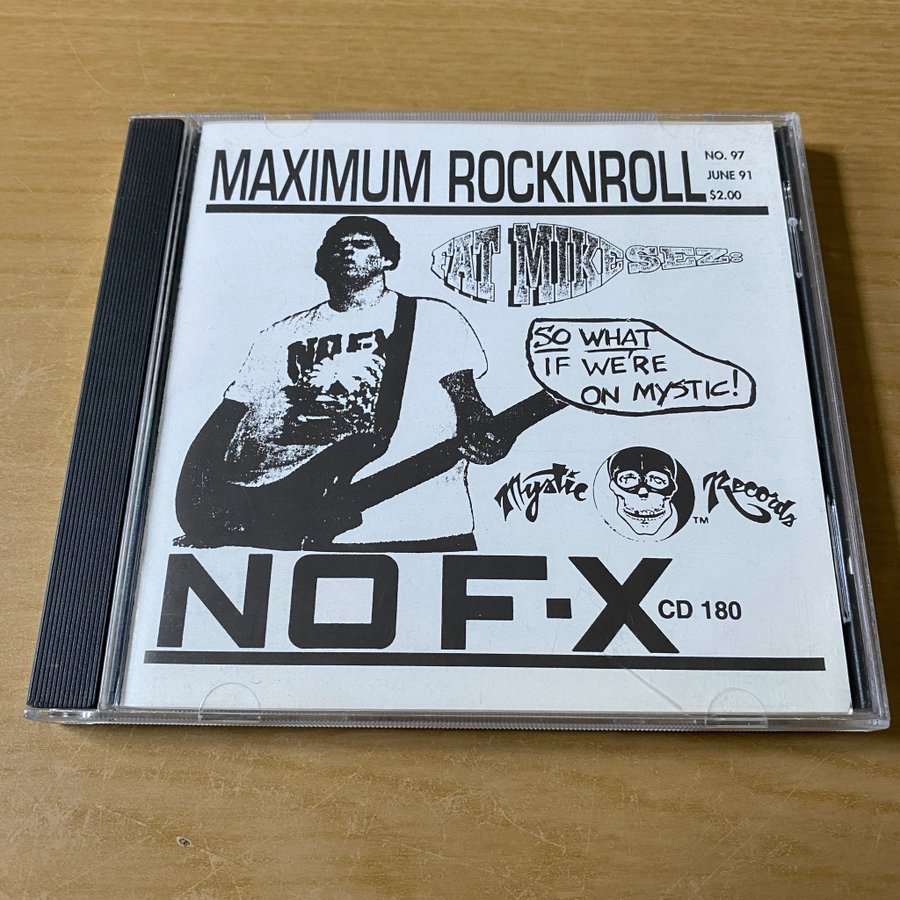 MAXIMUM ROCKNROLL
NO. 97
JUNE 91
$2.00
FAT MIKE SEZ:
SO WHAT
IF WE'RE
ON MYSTIC!
NOFX
Mystic Records
TM
NO F·X
CD 180